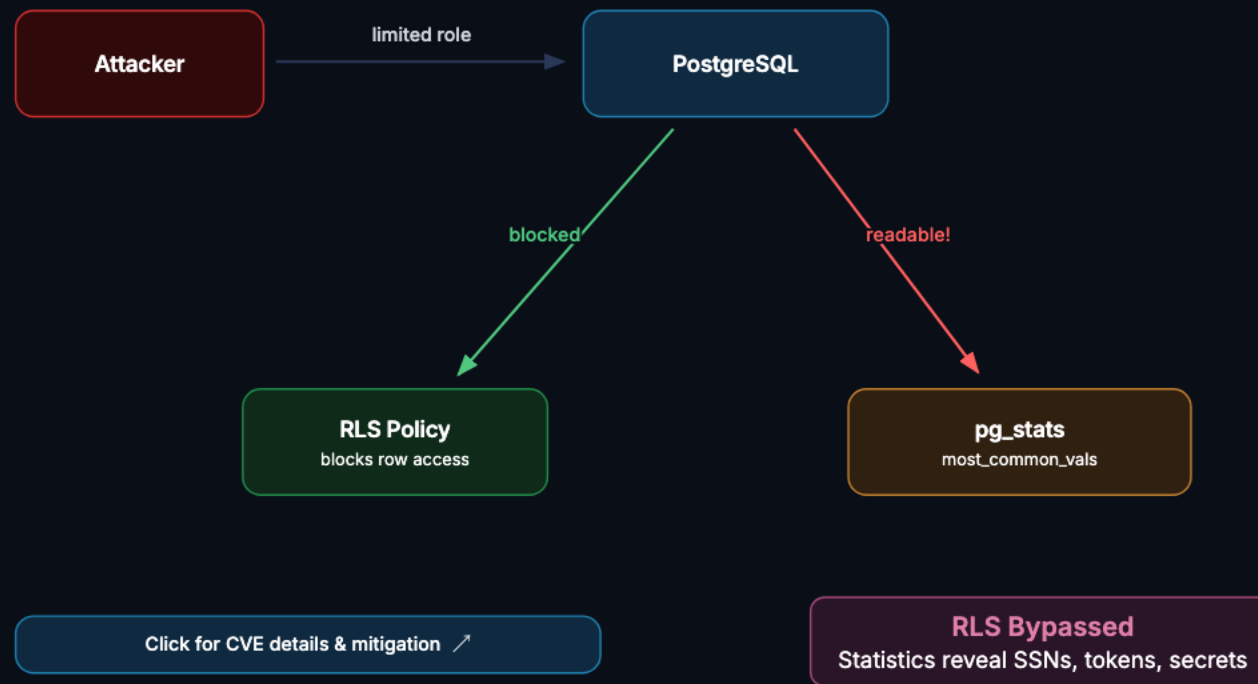 Attacker
limited role
PostgreSQL
blocked
readable!
RLS Policy
blocks row access
pg_stats
most_common_vals
Click for CVE details & mitigation ↗
RLS Bypassed
Statistics reveal SSNs, tokens, secrets